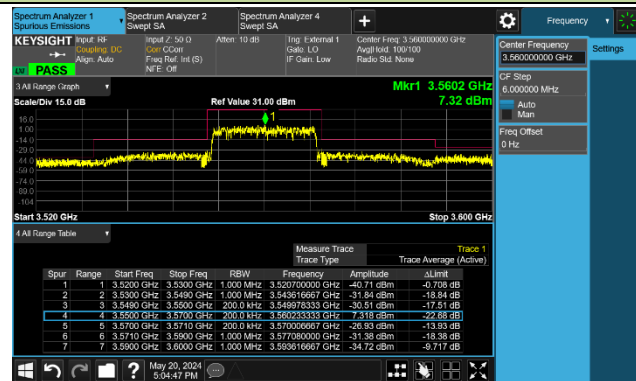 Spectrum Analyzer 1
Spurious Emissions
Spectrum Analyzer 2
Swept SA
Spectrum Analyzer 4
Swept SA
+
Frequency
KEYSIGHT
Input: RF
Coupling: DC
Align: Auto
Input Z: 50 Ω
Corr CCorr
Freq Ref: Int (S)
NFE: Off
Atten: 10 dB
Trig: External 1
Gate: LO
IF Gain: Low
Center Freq: 3.560000000 GHz
Avg|Hold: 100/100
Radio Std: None
LW PASS
Center Frequency
3.560000000 GHz
Settings
CF Step
6.000000 MHz
Auto
Man
Freq Offset
0 Hz
3 All Range Graph
Mkr1 3.5602 GHz
Scale/Div 15.0 dB
Ref Value 31.00 dBm
7.32 dBm
1
16.0
1.00
-14.0
-29.0
-44.0
-59.0
-74.0
-89.0
-104
Start 3.520 GHz
Stop 3.600 GHz
4 All Range Table
Measure Trace Trace 1
Trace Type Trace Average (Active)
Spur Range Start Freq Stop Freq RBW Frequency Amplitude ΔLimit
1 1 3.5200 GHz 3.5300 GHz 1.000 MHz 3.520700000 GHz -40.71 dBm -0.708 dB
2 2 3.5300 GHz 3.5490 GHz 1.000 MHz 3.543616667 GHz -31.84 dBm -18.84 dB
3 3 3.5490 GHz 3.5500 GHz 200.0 kHz 3.549978333 GHz -30.51 dBm -17.51 dB
4 4 3.5500 GHz 3.5700 GHz 200.0 kHz 3.560233333 GHz 7.318 dBm -22.68 dB
5 5 3.5700 GHz 3.5710 GHz 200.0 kHz 3.570006667 GHz -26.93 dBm -13.93 dB
6 6 3.5710 GHz 3.5900 GHz 1.000 MHz 3.577080000 GHz -31.38 dBm -18.38 dB
7 7 3.5900 GHz 3.6000 GHz 1.000 MHz 3.593616667 GHz -34.72 dBm -9.717 dB
?
May 20, 2024
5:04:47 PM